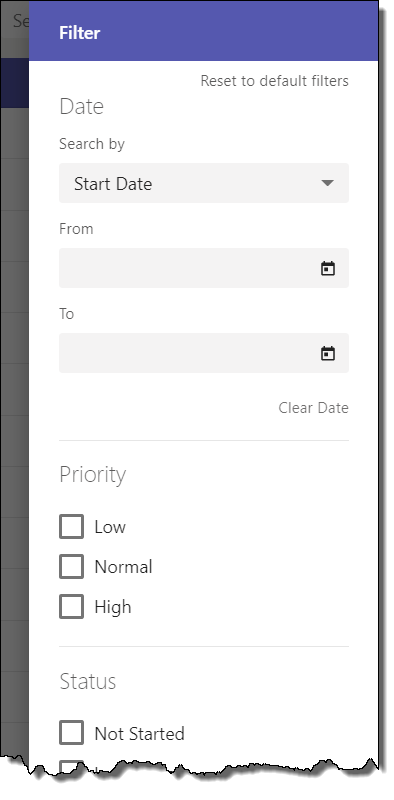 Se
Filter
Reset to default filters
Date
Search by
Start Date
From
To
Clear Date
Priority
Low
Normal
High
Status
Not Started